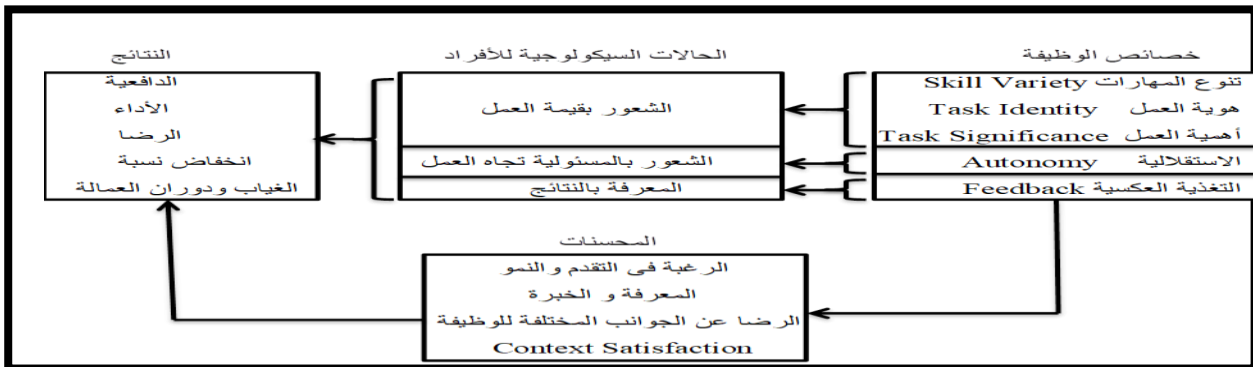 خصائص الوظيفة
تنوع المهارات Skill Variety
هوية العمل Task Identity
أهمية العمل Task Significance
الاستقلالية Autonomy
التغذية العكسية Feedback
الحالات السيكولوجية للأفراد
الشعور بقيمة العمل
الشعور بالمسئولية تجاه العمل
المعرفة بالنتائج
النتائج
الدافعية
الأداء
الرضا
انخفاض نسبة
الغياب ودوران العمالة
المحسنات
الرغبة فى التقدم والنمو
المعرفة و الخبرة
الرضا عن الجوانب المختلفة للوظيفة
Context Satisfaction